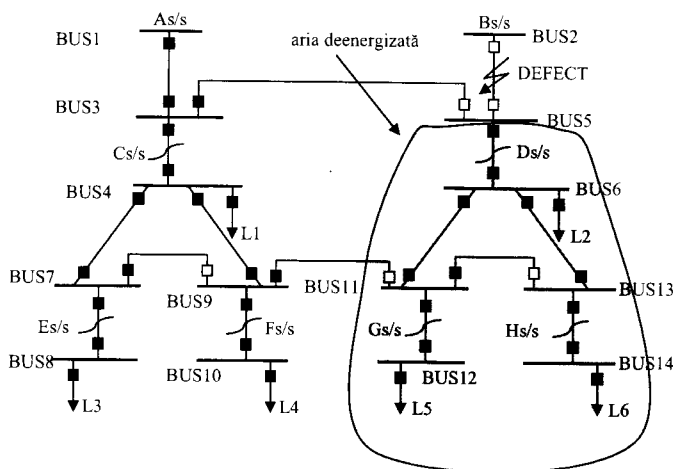 As/s
Bs/s
BUS1
BUS2
aria deenergizată
DEFECT
BUS3
BUS5
Cs/s
Ds/s
BUS4
BUS6
L1
L2
BUS7
BUS9
BUS11
BUS13
Es/s
Fs/s
Gs/s
Hs/s
BUS8
BUS10
BUS12
BUS14
L3
L4
L5
L6